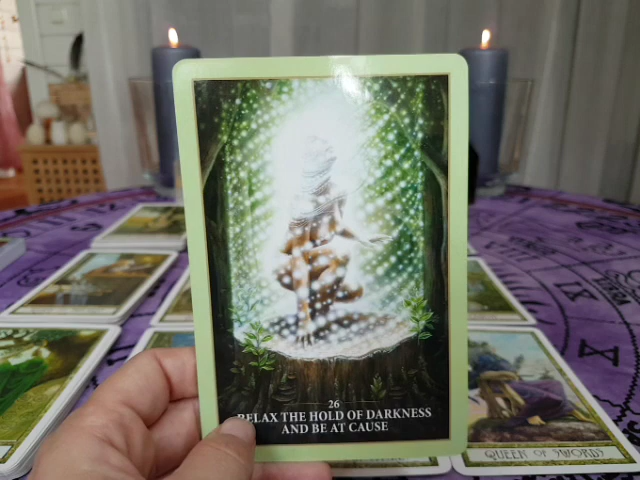 26
RELAX THE HOLD OF DARKNESS
AND BE AT CAUSE
QUEEN OF SWORDS
X